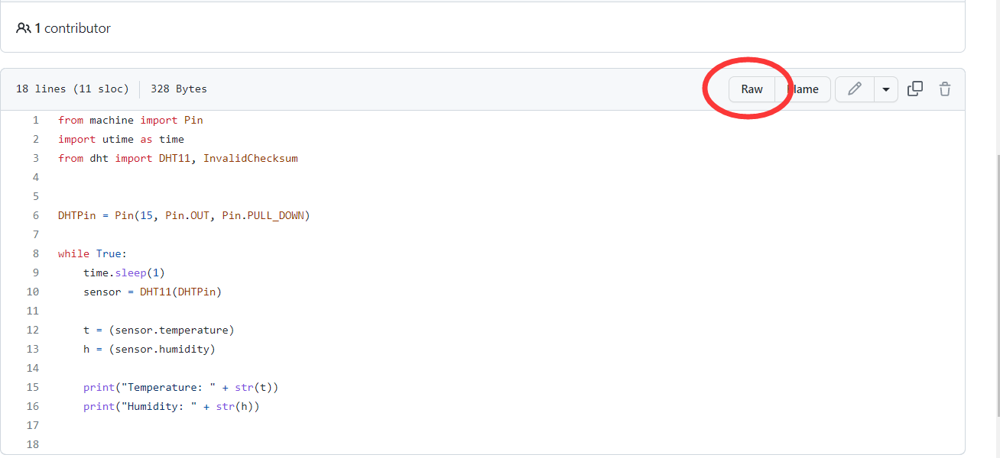 1 contributor
18 lines (11 sloc) 328 Bytes Raw lame
1 from machine import Pin
2 import utime as time
3 from dht import DHT11, InvalidChecksum
4
5
6 DHTPin = Pin(15, Pin.OUT, Pin.PULL_DOWN)
7
8 while True:
9 time.sleep(1)
10 sensor = DHT11(DHTPin)
11
12 t = (sensor.temperature)
13 h = (sensor.humidity)
14
15 print("Temperature: " + str(t))
16 print("Humidity: " + str(h))
17
18